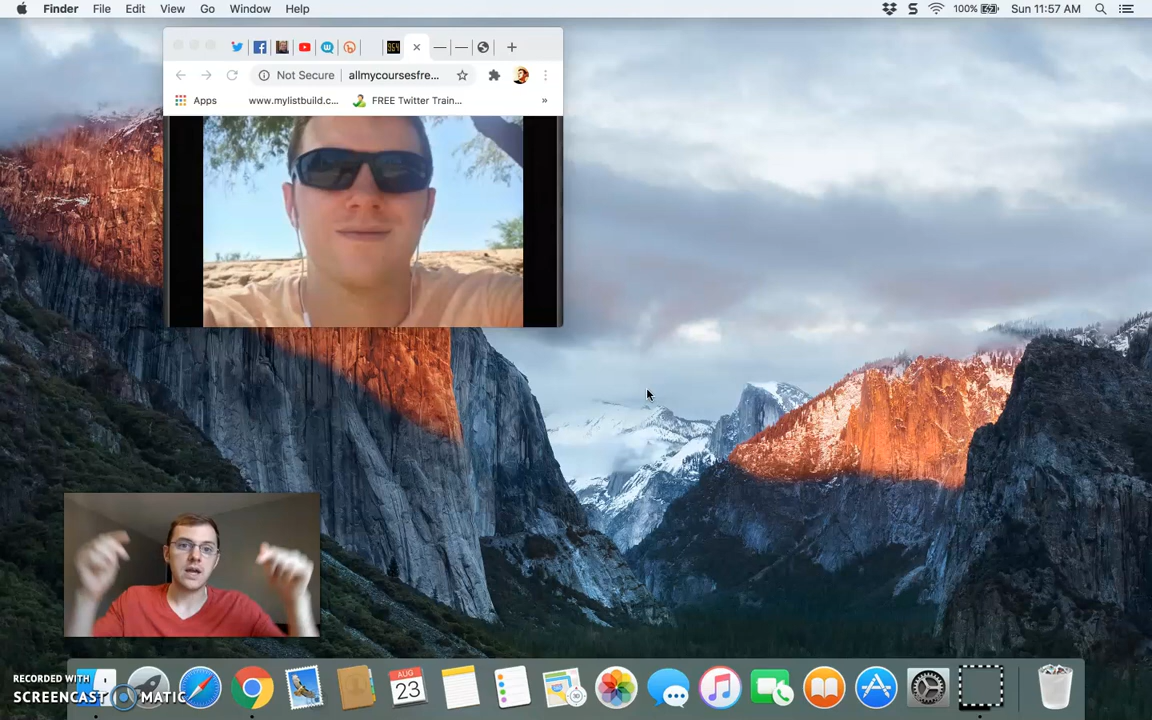 Finder File Edit View Go Window Help 100% Sun 11:57 AM
954
Not Secure allmycoursesfre...
Apps www.mylistbuild.c... FREE Twitter Train... »
RECORDED WITH
SCREENCAST MATIC
AUG
23